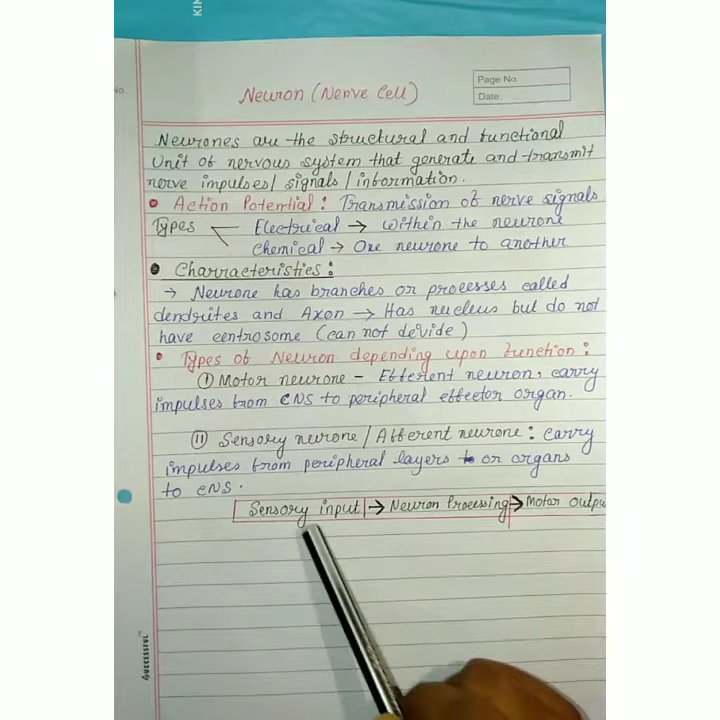 KIN
No.
Page No.
Date.
Neuron (Nerve Cell)
Neurones are the structural and functional
Unit of nervous system that generate and transmit
nerve impulses/ signals/ information.
• Action Potential: Transmission of nerve signals
Types Electrical → within the neurone
Chemical → One neurone to another
• Charracteristics:
→ Neurone has branches or processes called
dendrites and Axon → Has nucleus but do not
have centrosome (can not devide)
• Types of Neuron depending upon function:
(I) Motor neurone - Efferent neuron, carry
impulses from CNS to peripheral effector organ.
(II) Sensory neurone / Afferent neurone: carry
impulses from peripheral layers or organs
to CNS.
Sensory input → Neuron Processing → Motor outpu
SUCCESSFUL